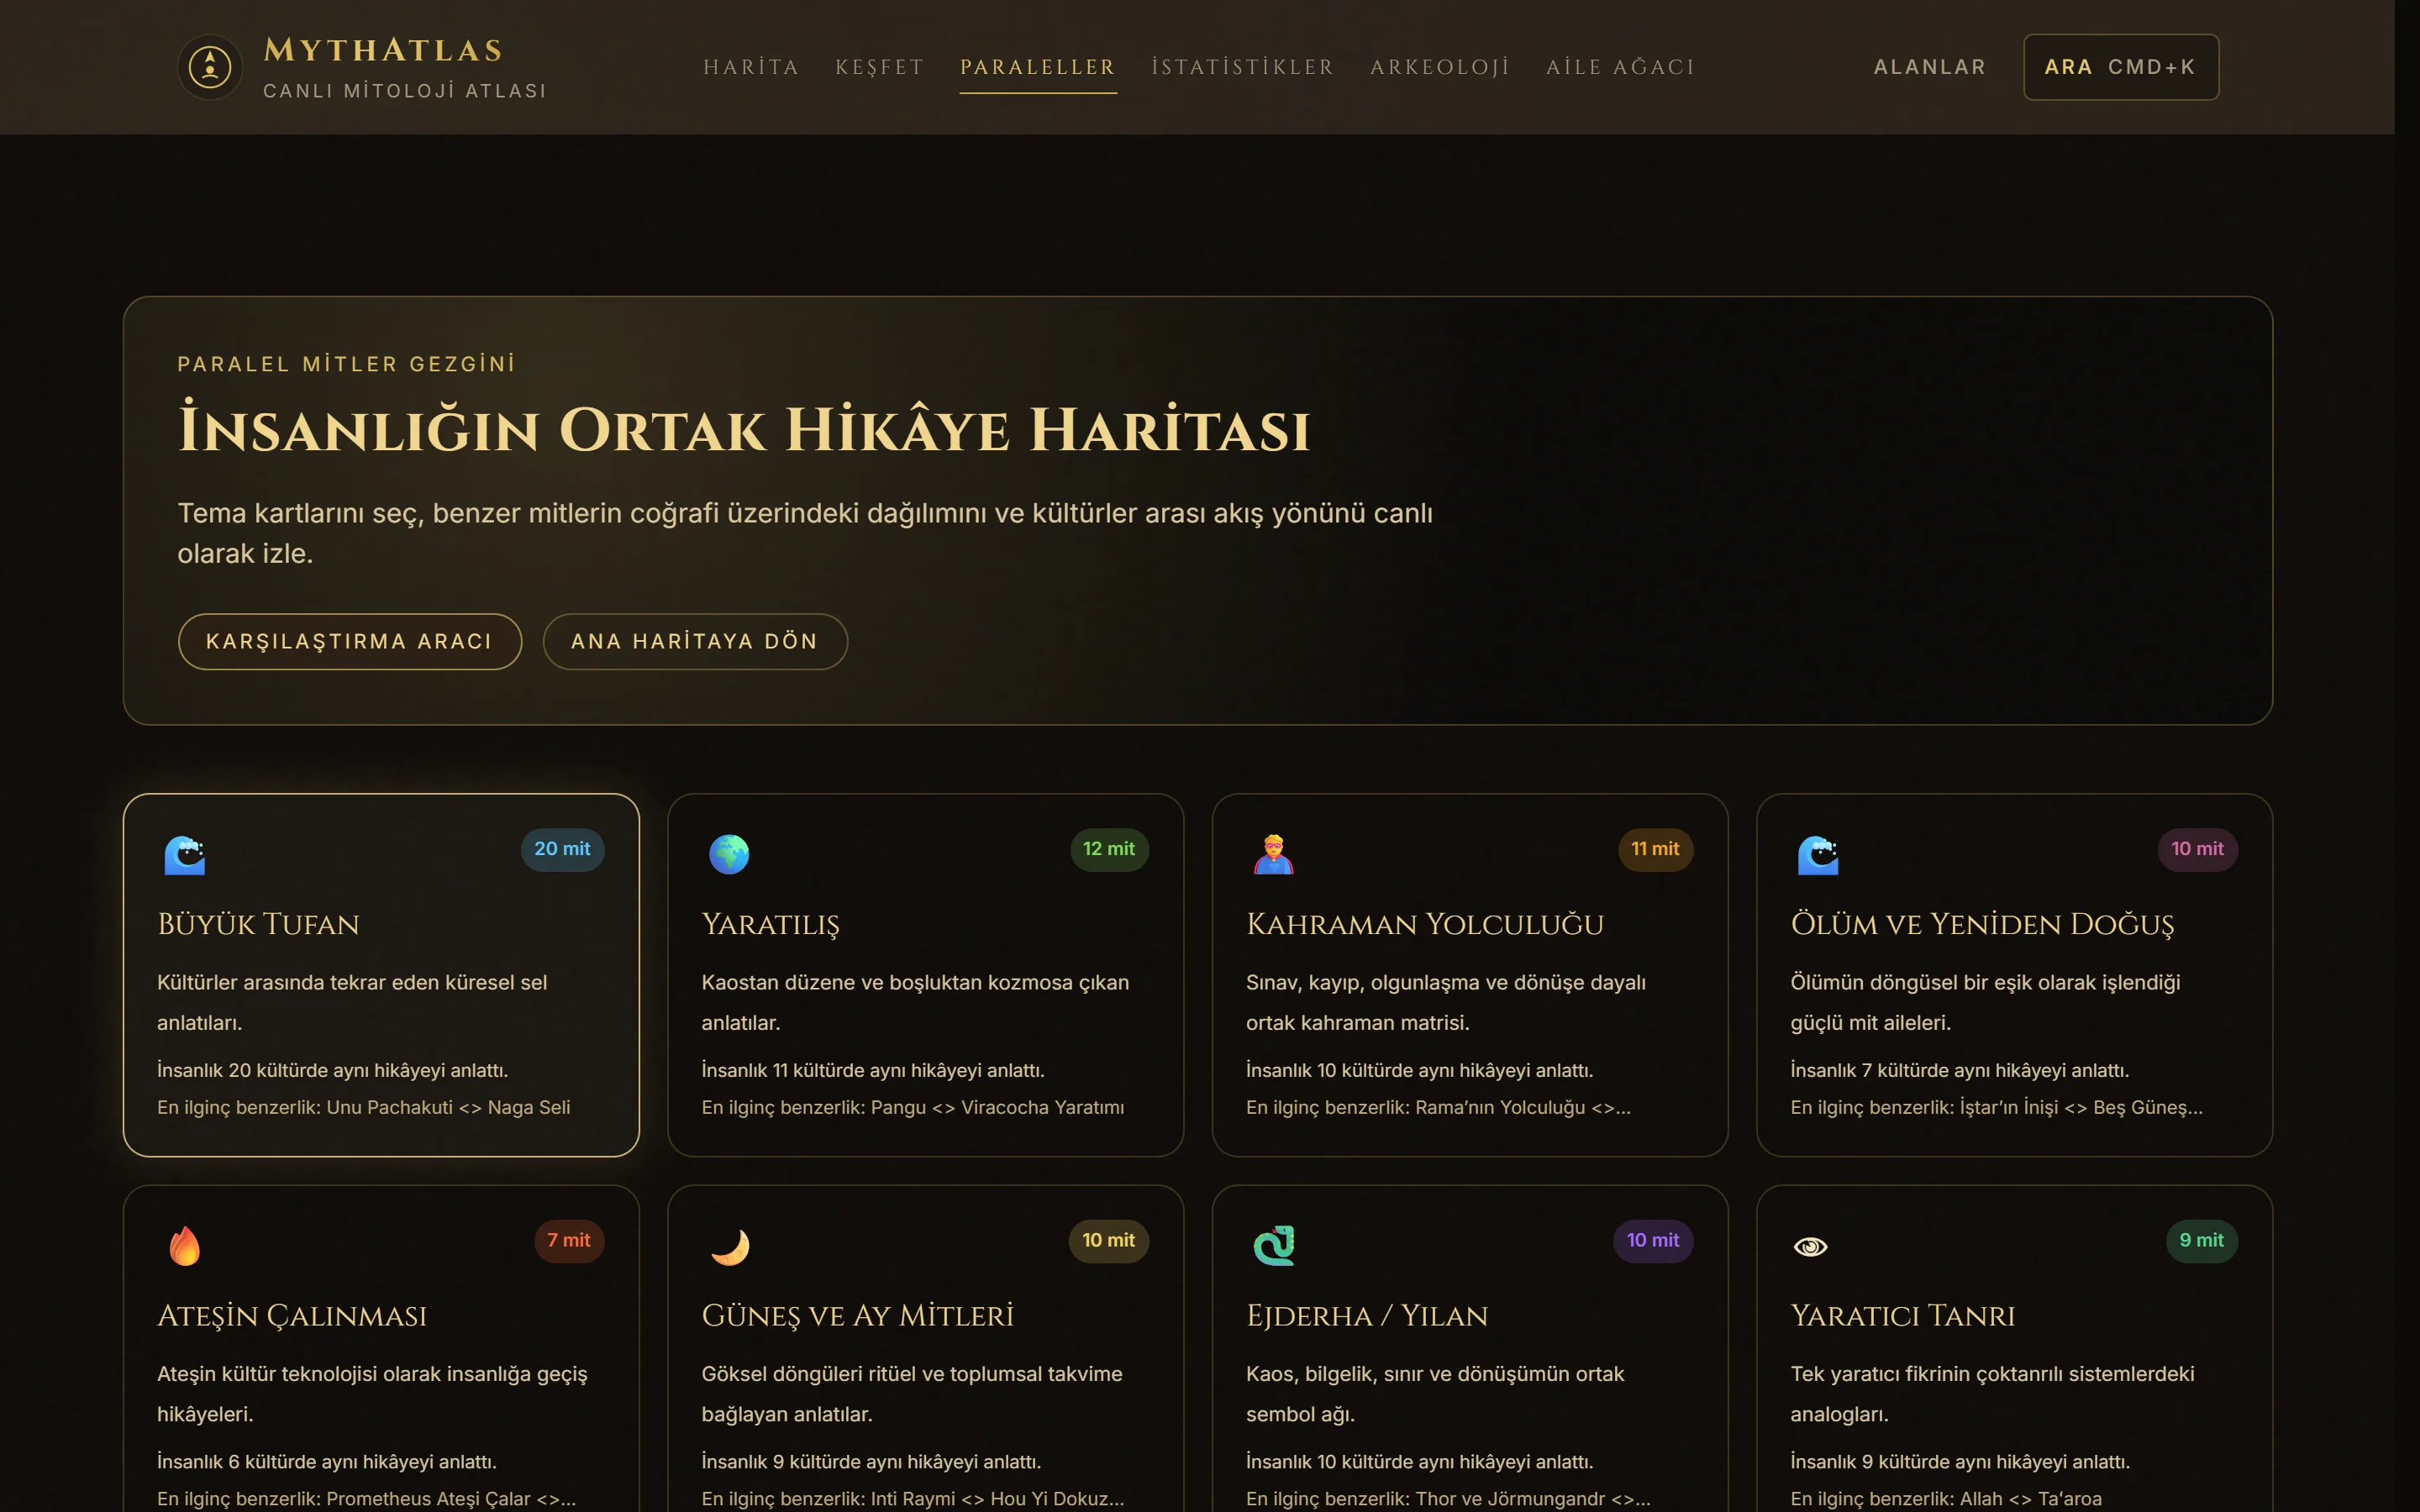 MYTHATLAS
CANLI MİTOLOJİ ATLASI
HARİTA
KEŞFET
PARALELLER
İSTATİSTİKLER
ARKEOLOJİ
AİLE AĞACI
ALANLAR
ARA CMD+K
PARALEL MİTLER GEZGİNİ
İNSANLIĞIN ORTAK HİKÂYE HARİTASI
Tema kartlarını seç, benzer mitlerin coğrafi üzerindeki dağılımını ve kültürler arası akış yönünü canlı
olarak izle.
KARŞILAŞTIRMA ARACI
ANA HARİTAYA DÖN
20 mit
BÜYÜK TUFAN
Kültürler arasında tekrar eden küresel sel
anlatıları.
İnsanlık 20 kültürde aynı hikâyeyi anlattı.
En ilginç benzerlik: Unu Pachakuti <> Naga Seli
12 mit
YARATILIŞ
Kaostan düzene ve boşluktan kozmosa çıkan
anlatılar.
İnsanlık 11 kültürde aynı hikâyeyi anlattı.
En ilginç benzerlik: Pangu <> Viracocha Yaratımı
11 mit
KAHRAMAN YOLCULUĞU
Sınav, kayıp, olgunlaşma ve dönüşe dayalı
ortak kahraman matrisi.
İnsanlık 10 kültürde aynı hikâyeyi anlattı.
En ilginç benzerlik: Rama’nın Yolculuğu <>...
10 mit
ÖLÜM VE YENİDEN DOĞUŞ
Ölümün döngüsel bir eşik olarak işlendiği
güçlü mit aileleri.
İnsanlık 7 kültürde aynı hikâyeyi anlattı.
En ilginç benzerlik: İştar’ın İnişi <> Beş Güneş...
7 mit
ATEŞİN ÇALINMASI
Ateşin kültür teknolojisi olarak insanlığa geçiş
hikâyeleri.
İnsanlık 6 kültürde aynı hikâyeyi anlattı.
En ilginç benzerlik: Prometheus Ateşi Çalar <>...
10 mit
GÜNEŞ VE AY MİTLERİ
Göksel döngüleri ritüel ve toplumsal takvime
bağlayan anlatılar.
İnsanlık 9 kültürde aynı hikâyeyi anlattı.
En ilginç benzerlik: Inti Raymi <> Hou Yi Dokuz...
10 mit
EJDERHA / YILAN
Kaos, bilgelik, sınır ve dönüşümün ortak
sembol ağı.
İnsanlık 10 kültürde aynı hikâyeyi anlattı.
En ilginç benzerlik: Thor ve Jörmungandr <>...
9 mit
YARATICI TANRI
Tek yaratıcı fikrinin çoktanrılı sistemlerdeki
analogları.
İnsanlık 9 kültürde aynı hikâyeyi anlattı.
En ilginç benzerlik: Allah <> Taʻaroa